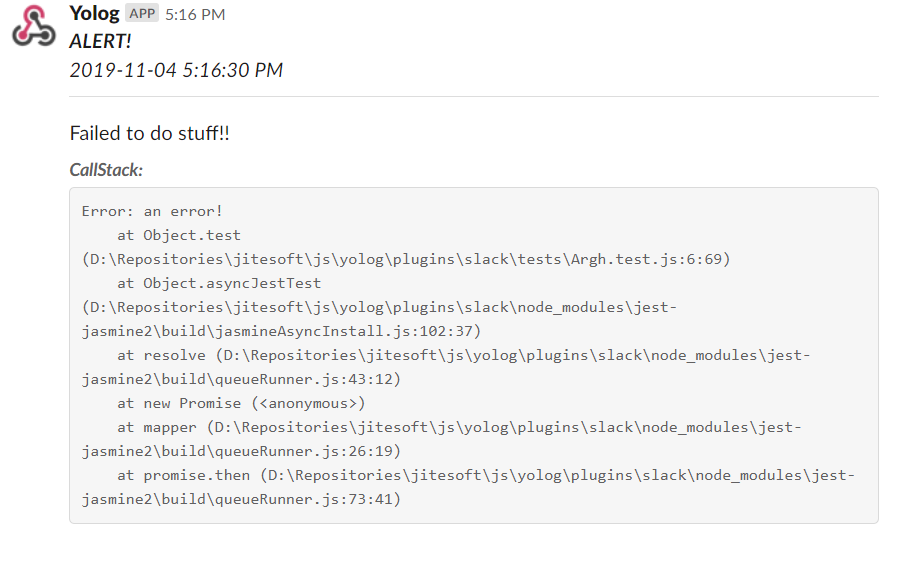 Yolog APP 5:16 PM
ALERT!
2019-11-04 5:16:30 PM
Failed to do stuff!!
CallStack:
Error: an error!
    at Object.test
(D:\Repositories\jitesoft\js\yolog\plugins\slack\tests\Argh.test.js:6:69)
    at Object.asyncJestTest
(D:\Repositories\jitesoft\js\yolog\plugins\slack\node_modules\jest-
jasmine2\build\jasmineAsyncInstall.js:102:37)
    at resolve (D:\Repositories\jitesoft\js\yolog\plugins\slack\node_modules\jest-
jasmine2\build\queueRunner.js:43:12)
    at new Promise (<anonymous>)
    at mapper (D:\Repositories\jitesoft\js\yolog\plugins\slack\node_modules\jest-
jasmine2\build\queueRunner.js:26:19)
    at promise.then (D:\Repositories\jitesoft\js\yolog\plugins\slack\node_modules\jest-
jasmine2\build\queueRunner.js:73:41)